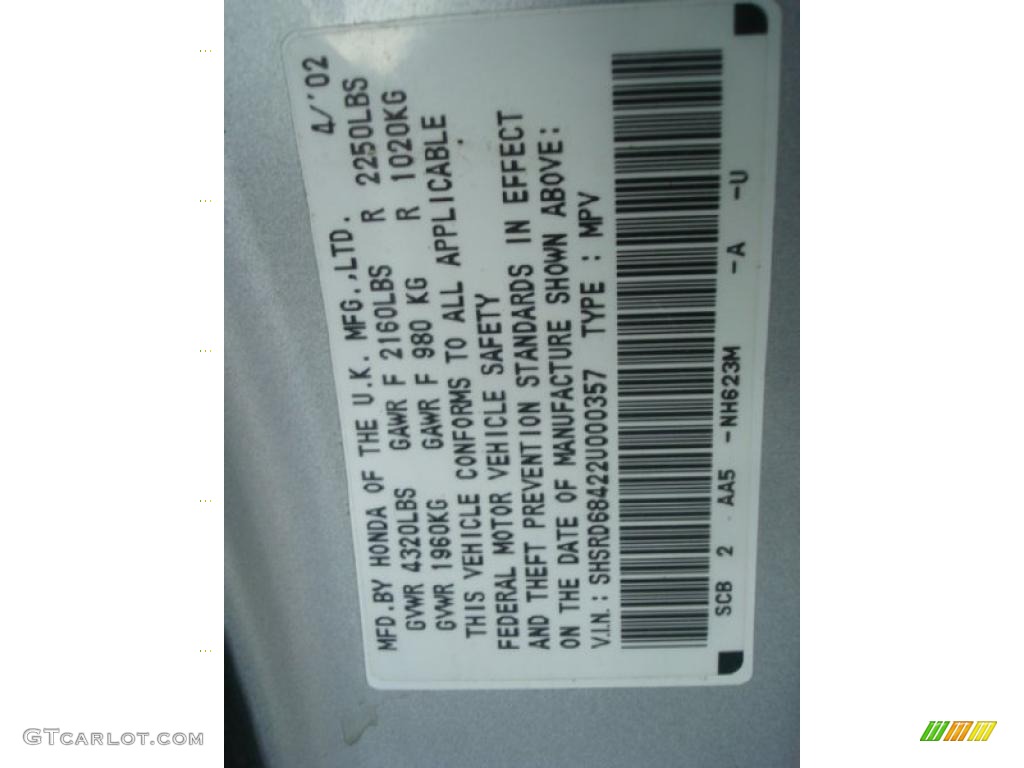 MFD.BY HONDA OF THE U.K. MFG.,LTD. 4/'02
GVWR 4320LBS GAWR F 2160LBS R 2250LBS
GVWR 1960KG GAWR F 980 KG R 1020KG
THIS VEHICLE CONFORMS TO ALL APPLICABLE
FEDERAL MOTOR VEHICLE SAFETY
AND THEFT PREVENTION STANDARDS IN EFFECT
ON THE DATE OF MANUFACTURE SHOWN ABOVE:
V.I.N.: SHSRD68422U000357 TYPE : MPV
SCB 2 AA5 -NH623M -A -U
GTCARLOT.COM